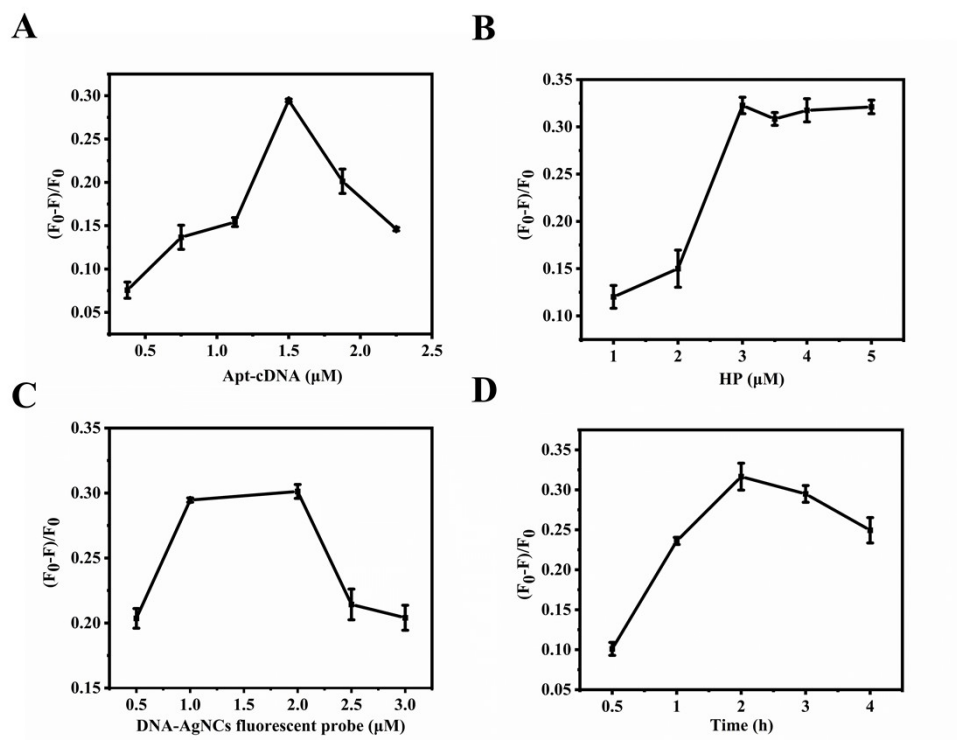 A
(F0-F)/F0
0.30
0.25
0.20
0.15
0.10
0.05
0.5 1.0 1.5 2.0 2.5
Apt-cDNA (μM)
B
(F0-F)/F0
0.35
0.30
0.25
0.20
0.15
0.10
1 2 3 4 5
HP (μM)
C
(F0-F)/F0
0.35
0.30
0.25
0.20
0.15
0.5 1.0 2.0 2.5 3.0
DNA-AgNCs fluorescent probe (μM)
D
(F0-F)/F0
0.35
0.30
0.25
0.20
0.15
0.10
0.05
0.5 1 2 3 4
Time (h)